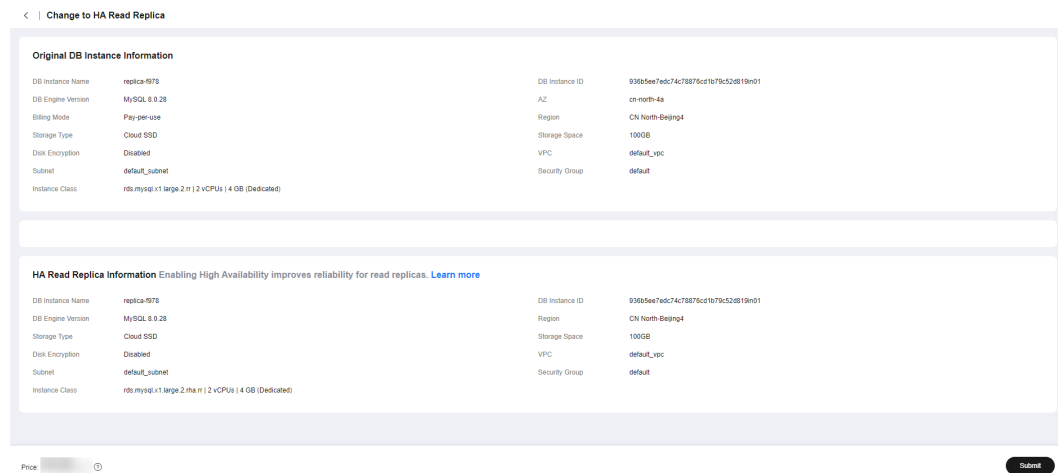 < | Change to HA Read Replica
Original DB Instance Information
DB Instance Name replica-f978 DB Instance ID 936b5ee7edc74c78876cd1b79c52d819in01
DB Engine Version MySQL 8.0.28 AZ cn-north-4a
Billing Mode Pay-per-use Region CN North-Beijing4
Storage Type Cloud SSD Storage Space 100GB
Disk Encryption Disabled VPC default_vpc
Subnet default_subnet Security Group default
Instance Class rds.mysql.x1.large.2.rr | 2 vCPUs | 4 GB (Dedicated)
HA Read Replica Information Enabling High Availability improves reliability for read replicas. Learn more
DB Instance Name replica-f978 DB Instance ID 936b5ee7edc74c78876cd1b79c52d819in01
DB Engine Version MySQL 8.0.28 Region CN North-Beijing4
Storage Type Cloud SSD Storage Space 100GB
Disk Encryption Disabled VPC default_vpc
Subnet default_subnet Security Group default
Instance Class rds.mysql.x1.large.2.rha.rr | 2 vCPUs | 4 GB (Dedicated)
Price: Submit